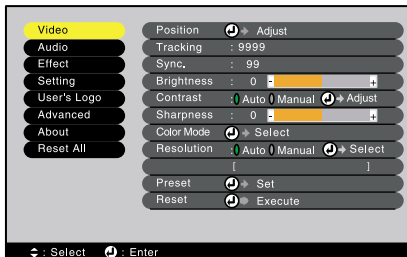 Video
Audio
Effect
Setting
User's Logo
Advanced
About
Reset All
Position Adjust
Tracking : 9999
Sync. : 99
Brightness : 0 - +
Contrast : Auto Manual Adjust
Sharpness : 0 - +
Color Mode Select
Resolution : Auto Manual Select
[ ]
Preset Set
Reset Execute
: Select : Enter